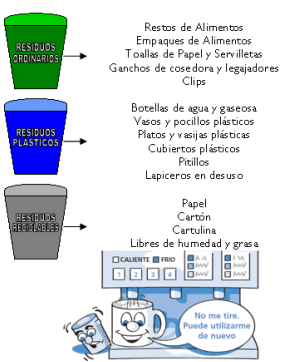 RESIDUOS
ORDINARIOS
Restos de Alimentos
Empaques de Alimentos
Toallas de Papel y Servilletas
Ganchos de cosedora y legajadores
Clips
RESIDUOS
PLASTICOS
Botellas de agua y gaseosa
Vasos y pocillos plásticos
Platos y vasijas plásticas
Cubiertos plásticos
Pitillos
Lapiceros en desuso
RESIDUOS
RECICLABLES
Papel
Cartón
Cartulina
Libres de humedad y grasa
CALIENTE FRIO
1 2 3 4
No me tire.
Puede utilizarme
de nuevo